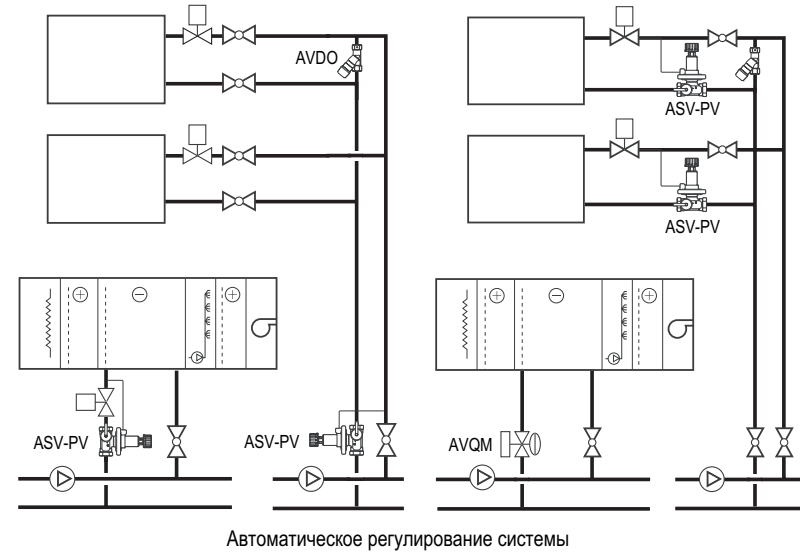 AVDO
ASV-PV
ASV-PV
ASV-PV
ASV-PV
AVQM
Автоматическое регулирование системы